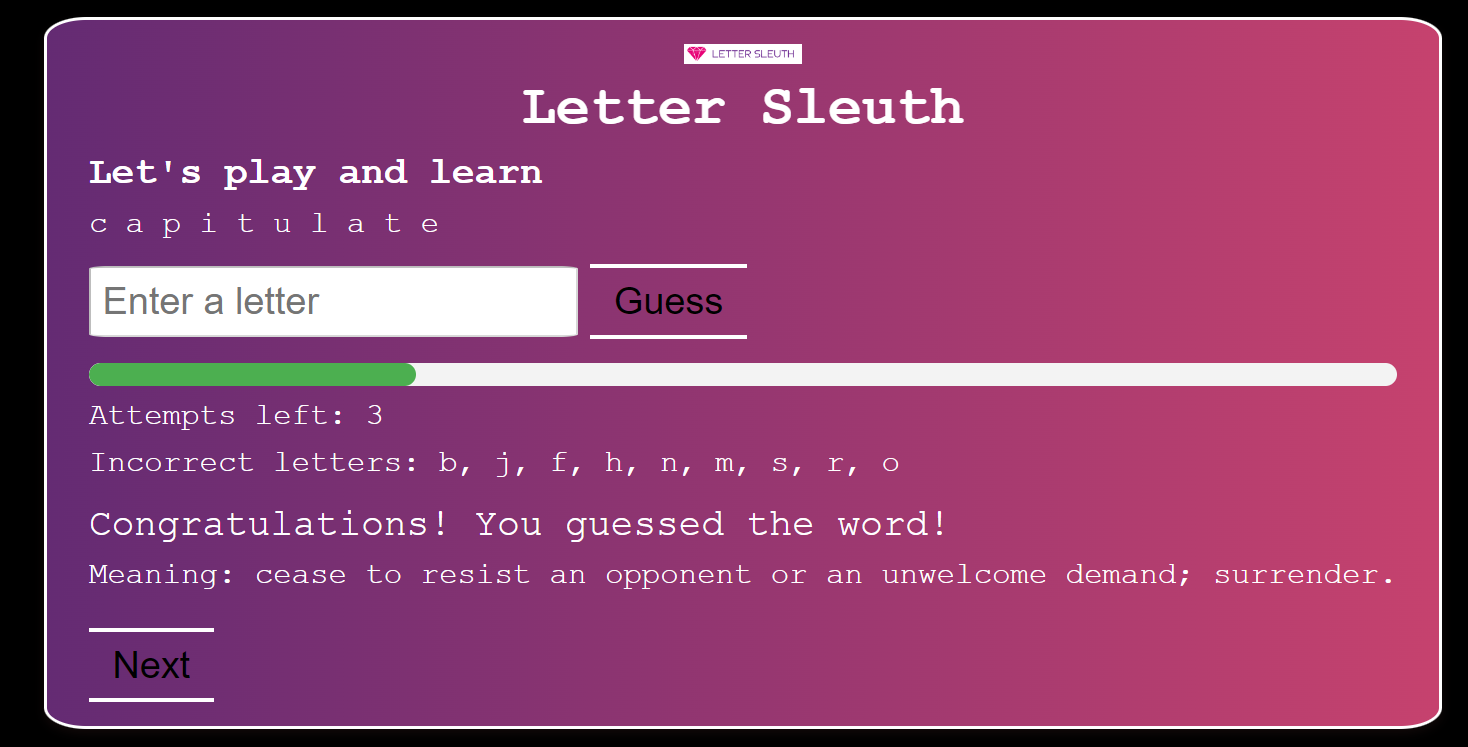 LETTER SLEUTH
Letter Sleuth
Let's play and learn
c a p i t u l a t e
Enter a letter Guess
Attempts left: 3
Incorrect letters: b, j, f, h, n, m, s, r, o
Congratulations! You guessed the word!
Meaning: cease to resist an opponent or an unwelcome demand; surrender.
Next